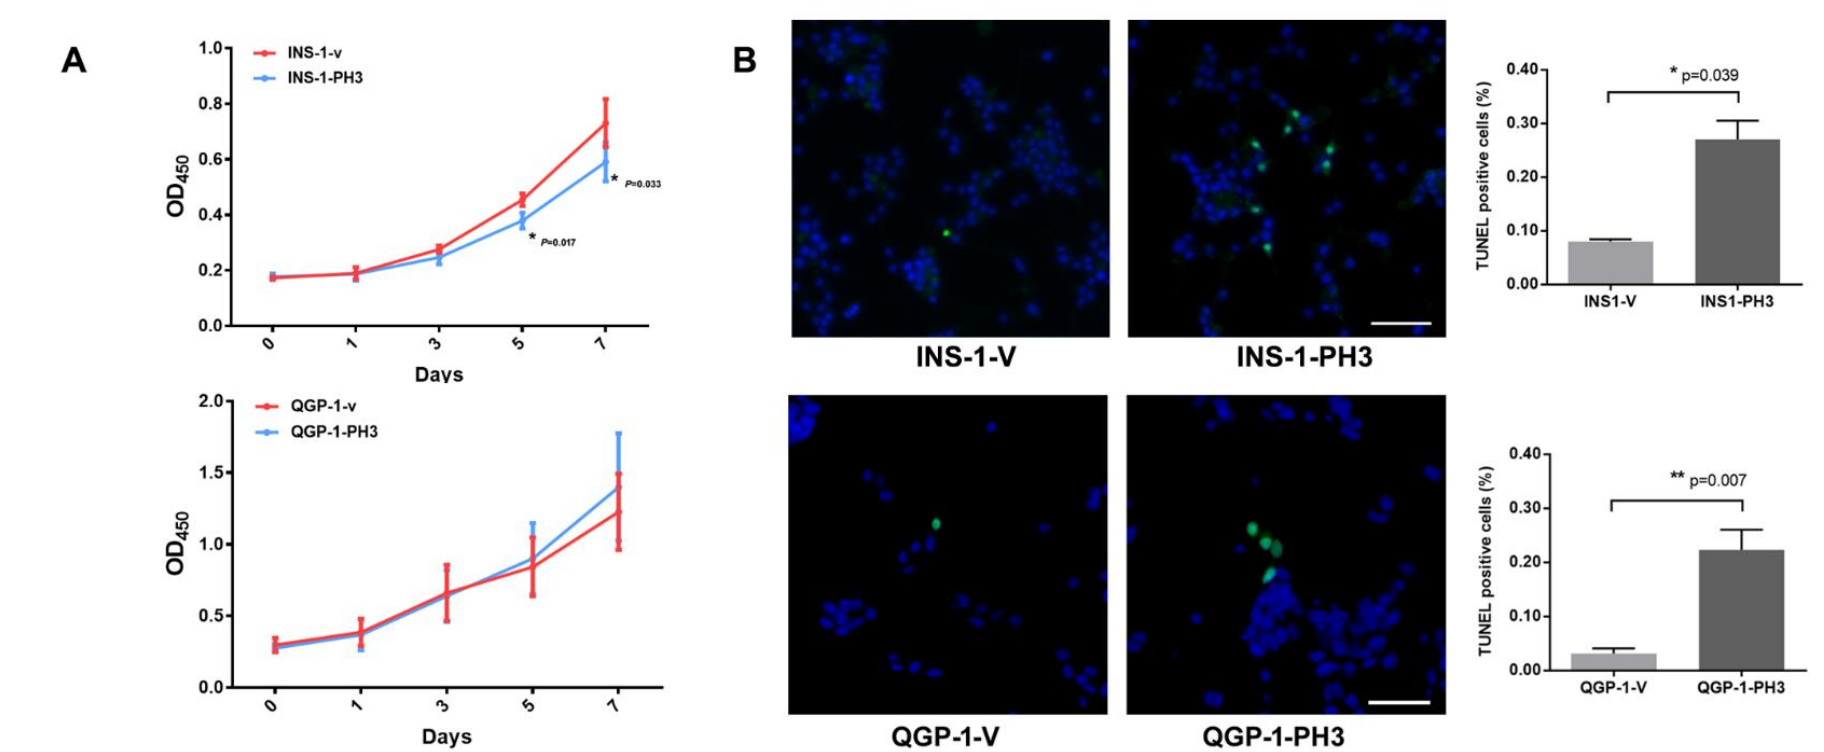 A
1.0
0.8
0.6
0.4
0.2
0.0
OD450
INS-1-v
INS-1-PH3
* P=0.033
* P=0.017
0 1 3 5 7
Days
2.0
1.5
1.0
0.5
0.0
OD450
QGP-1-v
QGP-1-PH3
0 1 3 5 7
Days
B
INS-1-V
INS-1-PH3
TUNEL positive cells (%)
0.40
0.30
0.20
0.10
0.00
* p=0.039
INS1-V INS1-PH3
QGP-1-V
QGP-1-PH3
TUNEL positive cells (%)
0.40
0.30
0.20
0.10
0.00
** p=0.007
QGP-1-V QGP-1-PH3